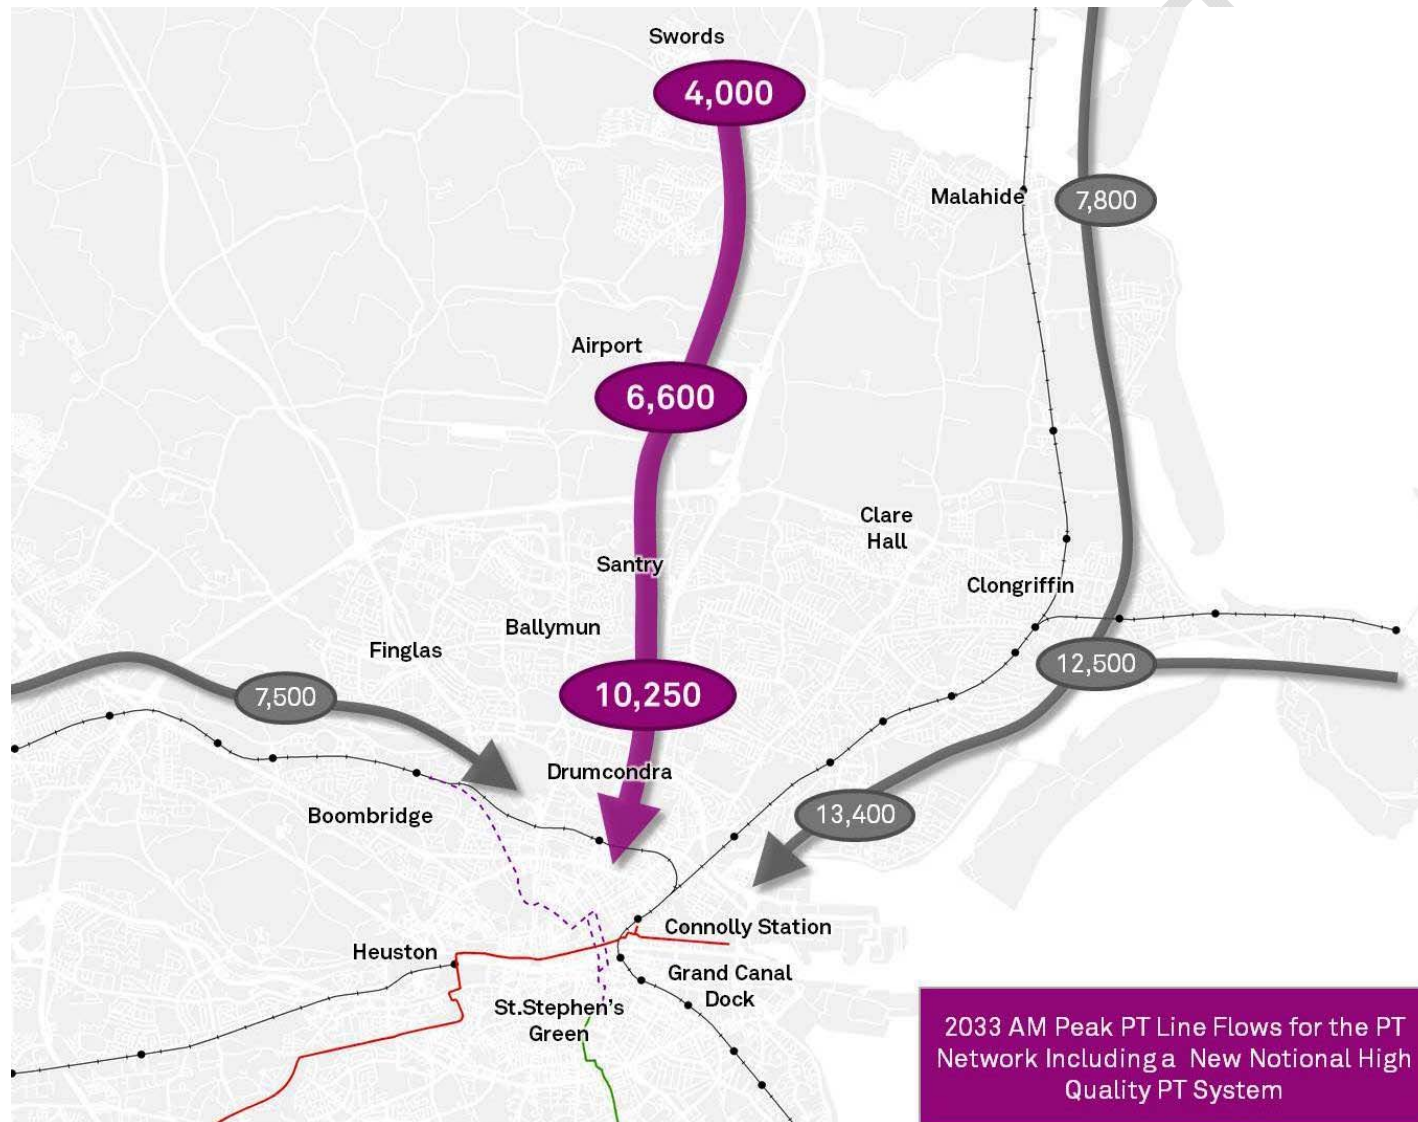 Swords
4,000
Malahide
7,800
Airport
6,600
Clare
Hall
Santry
Clongriffin
Ballymun
Finglas
12,500
7,500
10,250
Drumcondra
Boombridge
13,400
Connolly Station
Heuston
Grand Canal
Dock
St.Stephen's
Green
2033 AM Peak PT Line Flows for the PT
Network Including a New Notional High
Quality PT System